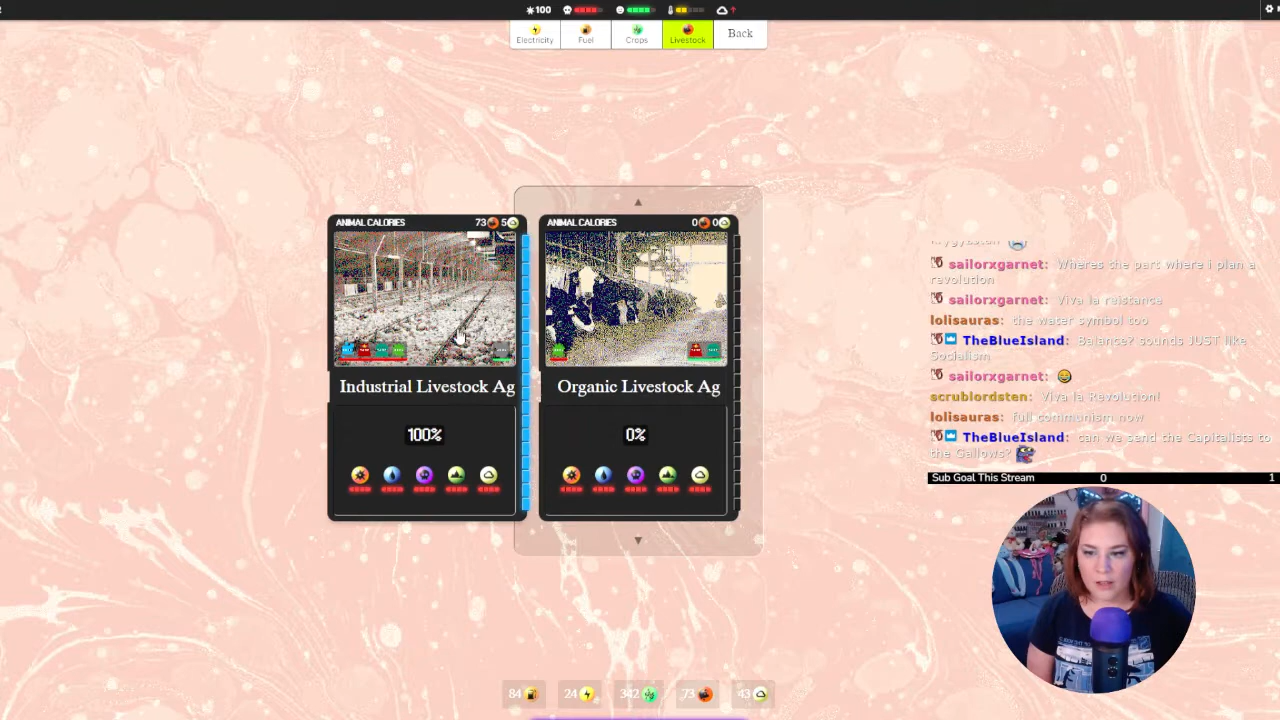 100
Electricity
Fuel
Crops
Livestock
Back
ANIMAL CALORIES 73 5
Industrial Livestock Ag
100%
ANIMAL CALORIES 0 0
Organic Livestock Ag
0%
sailorxgarnet: Wheres the part where i plan a
revolution
sailorxgarnet: Viva la reistance
lolisauras: the water symbol too
TheBlueIsland: Balance? sounds JUST like
Socialism
sailorxgarnet:
scrublordsten: Viva la Revolution!
lolisauras: full communism now
TheBlueIsland: can we send the Capitalists to
the Gallows?
Sub Goal This Stream 0 1
84 24 342 73 43